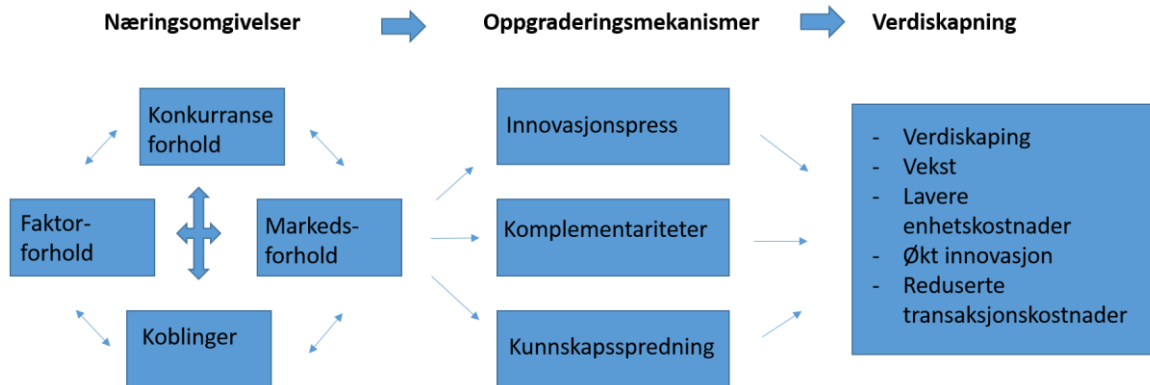 Næringsomgivelser
Oppgraderingsmekanismer
Verdiskapning
Konkurranse
forhold
Faktor-
forhold
Markeds-
forhold
Koblinger
Innovasjonspress
Komplementariteter
Kunnskapsspredning
- Verdiskaping
- Vekst
- Lavere
enhetskostnader
- Økt innovasjon
- Reduserte
transaksjonskostnader